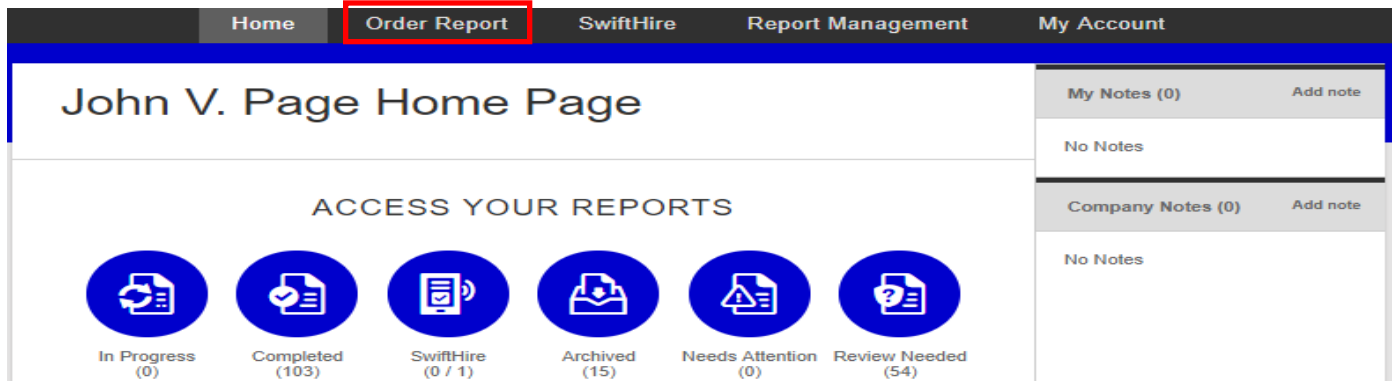 Home Order Report SwiftHire Report Management My Account
John V. Page Home Page
My Notes (0) Add note
No Notes
Company Notes (0) Add note
No Notes
ACCESS YOUR REPORTS
In Progress
(0)
Completed
(103)
SwiftHire
(0 / 1)
Archived
(15)
Needs Attention
(0)
Review Needed
(54)